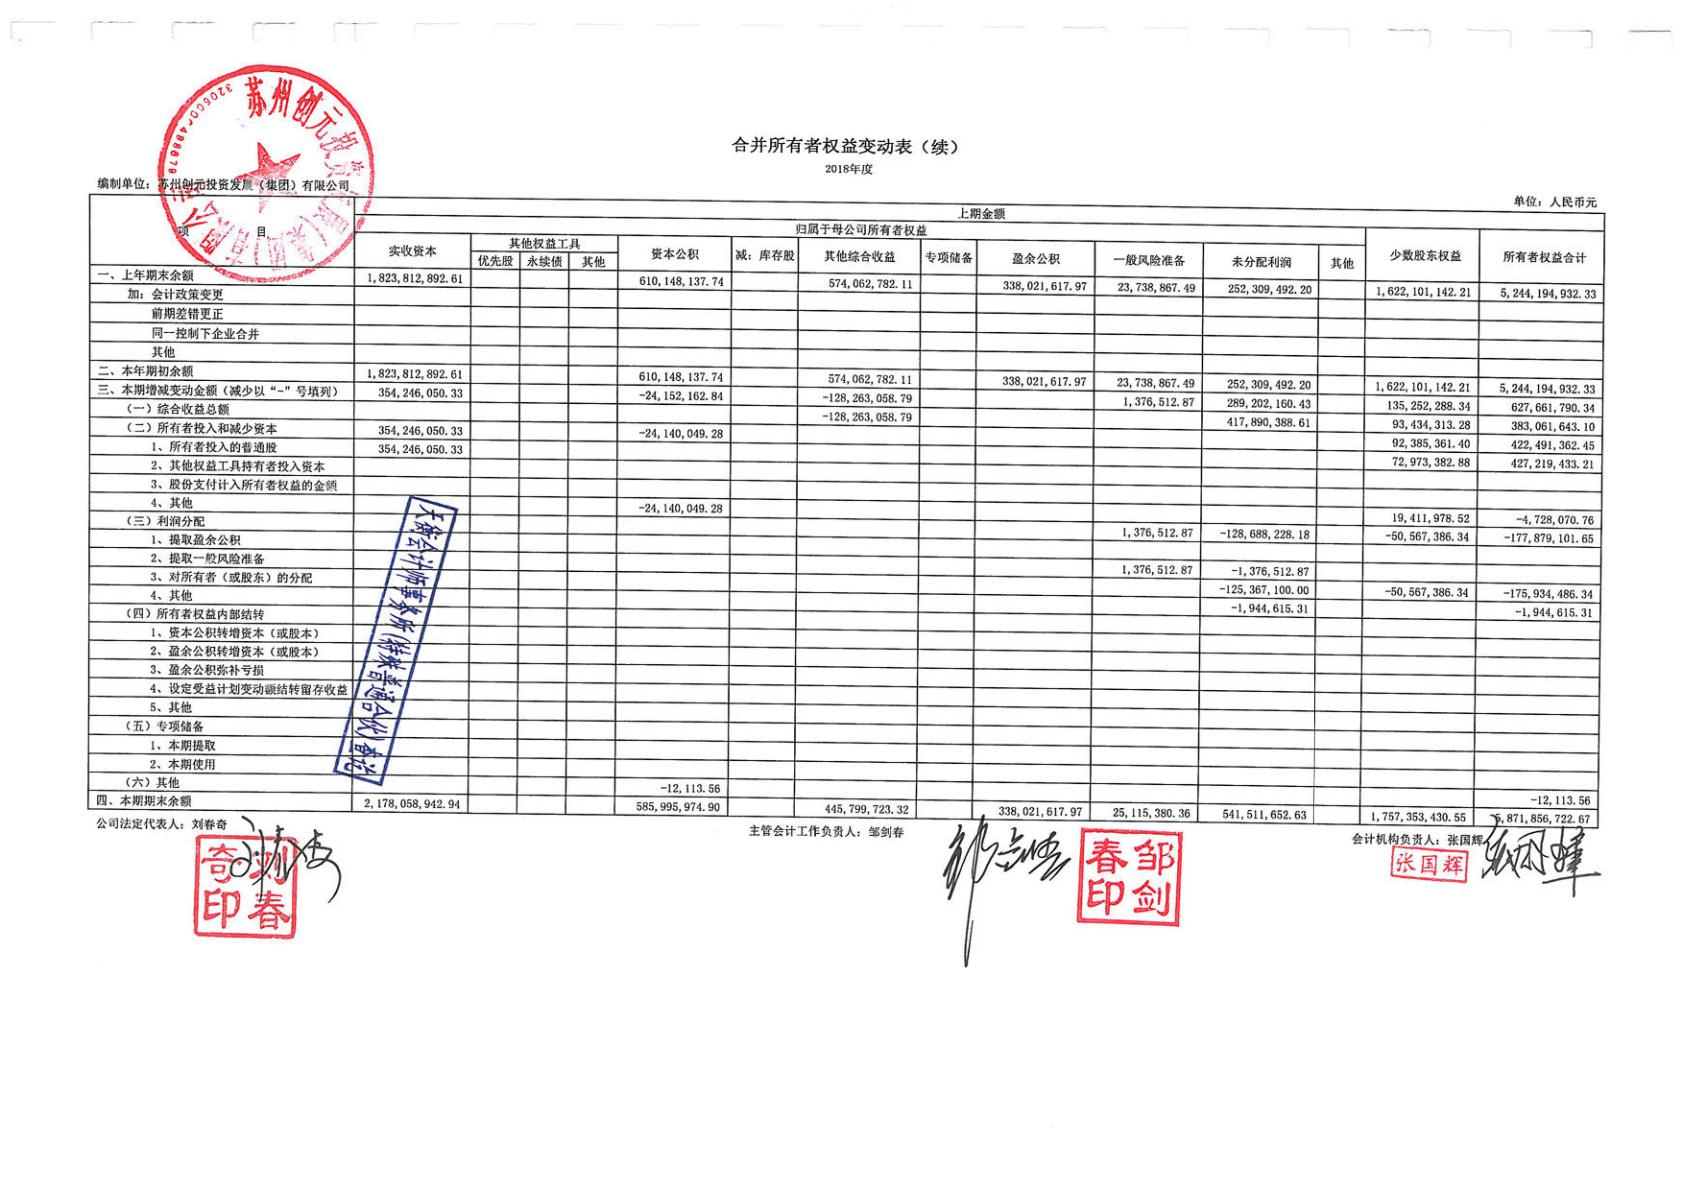 合并所有者权益变动表（续）
2018年度
编制单位：苏州创元投资发展（集团）有限公司
单位：人民币元
项 目 上期金额
归属于母公司所有者权益 少数股东权益 所有者权益合计
实收资本 其他权益工具 资本公积 减：库存股 其他综合收益 专项储备 盈余公积 一般风险准备 未分配利润 其他
优先股 永续债 其他
一、上年期末余额 1,823,812,892.61 610,148,137.74 574,062,782.11 338,021,617.97 23,738,867.49 252,309,492.20 1,622,101,142.21 5,244,194,932.33
加：会计政策变更
前期差错更正
同一控制下企业合并
其他
二、本年期初余额 1,823,812,892.61 610,148,137.74 574,062,782.11 338,021,617.97 23,738,867.49 252,309,492.20 1,622,101,142.21 5,244,194,932.33
三、本期增减变动金额（减少以“-”号填列） 354,246,050.33 -24,152,162.84 -128,263,058.79 1,376,512.87 289,202,160.43 135,252,288.34 627,661,790.34
（一）综合收益总额 -128,263,058.79 417,890,388.61 93,434,313.28 383,061,643.10
（二）所有者投入和减少资本 354,246,050.33 -24,140,049.28 92,385,361.40 422,491,362.45
1、所有者投入的普通股 354,246,050.33 72,973,382.88 427,219,433.21
2、其他权益工具持有者投入资本
3、股份支付计入所有者权益的金额
4、其他 -24,140,049.28 19,411,978.52 -4,728,070.76
（三）利润分配 1,376,512.87 -128,688,228.18 -50,567,386.34 -177,879,101.65
1、提取盈余公积
2、提取一般风险准备 1,376,512.87 -1,376,512.87
3、对所有者（或股东）的分配 -125,367,100.00 -50,567,386.34 -175,934,486.34
4、其他 -1,944,615.31 -1,944,615.31
（四）所有者权益内部结转
1、资本公积转增资本（或股本）
2、盈余公积转增资本（或股本）
3、盈余公积弥补亏损
4、设定受益计划变动额结转留存收益
5、其他
（五）专项储备
1、本期提取
2、本期使用
（六）其他 -12,113.56 -12,113.56
四、本期期末余额 2,178,058,942.94 585,995,974.90 445,799,723.32 338,021,617.97 25,115,380.36 541,511,652.63 1,757,353,430.55 5,871,856,722.67
公司法定代表人：刘春奇 主管会计工作负责人：邹剑春 会计机构负责人：张国辉
苏州创元投资发展（集团）有限公司
天衡会计师事务所（特殊普通合伙）
刘春奇印
邹剑春印
张国辉